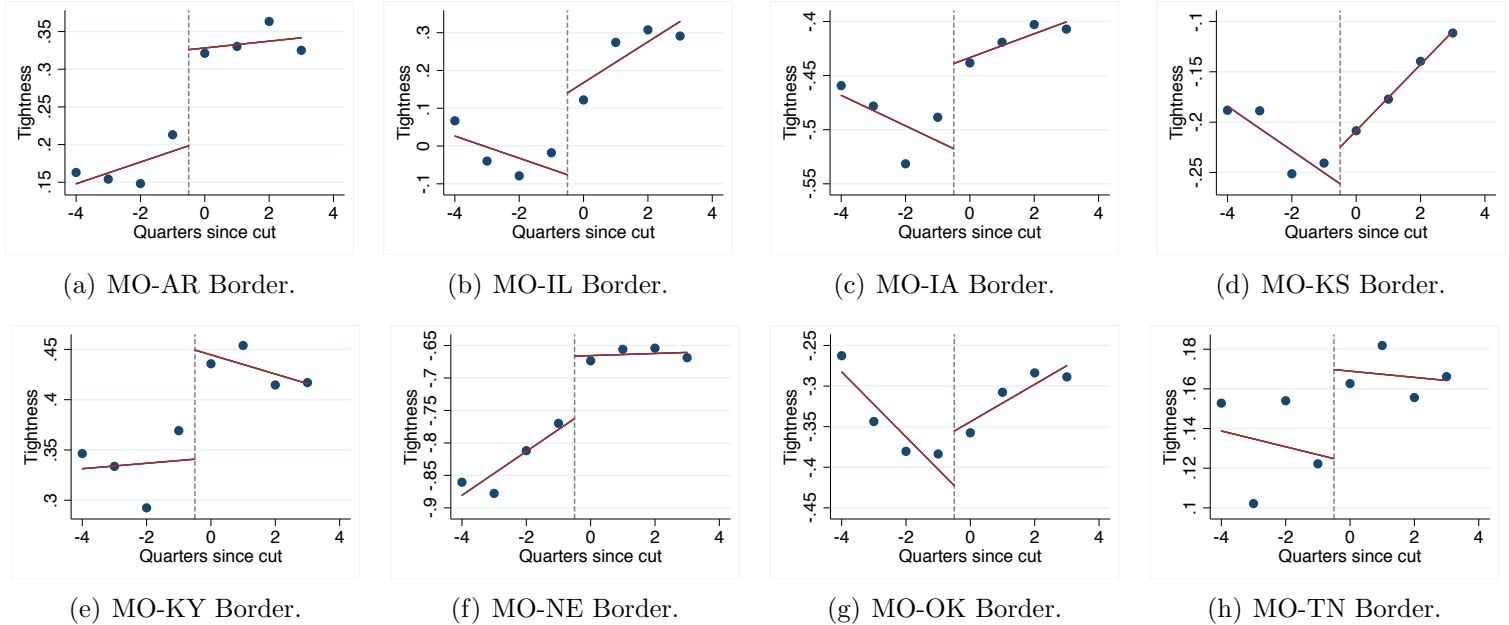 Tightness
.15 .2 .25 .3 .35
-4 -2 0 2 4
Quarters since cut
(a) MO-AR Border.
Tightness
-.1 0 .1 .2 .3
-4 -2 0 2 4
Quarters since cut
(b) MO-IL Border.
Tightness
-.55 -.5 -.45 -.4
-4 -2 0 2 4
Quarters since cut
(c) MO-IA Border.
Tightness
-.25 -.2 -.15 -.1
-4 -2 0 2 4
Quarters since cut
(d) MO-KS Border.
Tightness
.3 .35 .4 .45
-4 -2 0 2 4
Quarters since cut
(e) MO-KY Border.
Tightness
-.9 -.85 -.8 -.75 -.7 -.65
-4 -2 0 2 4
Quarters since cut
(f) MO-NE Border.
Tightness
-.45 -.4 -.35 -.3 -.25
-4 -2 0 2 4
Quarters since cut
(g) MO-OK Border.
Tightness
.1 .12 .14 .16 .18
-4 -2 0 2 4
Quarters since cut
(h) MO-TN Border.